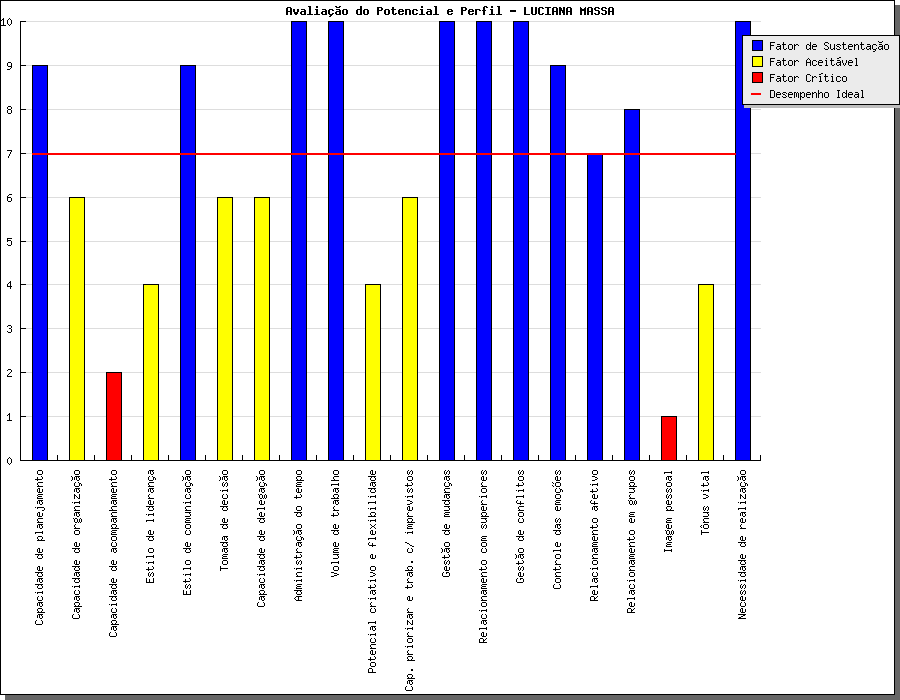 Avaliação do Potencial e Perfil - LUCIANA MASSA
10
9
8
7
6
5
4
3
2
1
0
Fator de Sustentação
Fator Aceitável
Fator Crítico
Desempenho Ideal
Capacidade de planejamento
Capacidade de organização
Capacidade de acompanhamento
Estilo de liderança
Estilo de comunicação
Tomada de decisão
Capacidade de delegação
Administração do tempo
Volume de trabalho
Potencial criativo e flexibilidade
Cap. priorizar e trab. c/ imprevistos
Gestão de mudanças
Relacionamento com superiores
Gestão de conflitos
Controle das emoções
Relacionamento afetivo
Relacionamento em grupos
Imagem pessoal
Tônus vital
Necessidade de realização